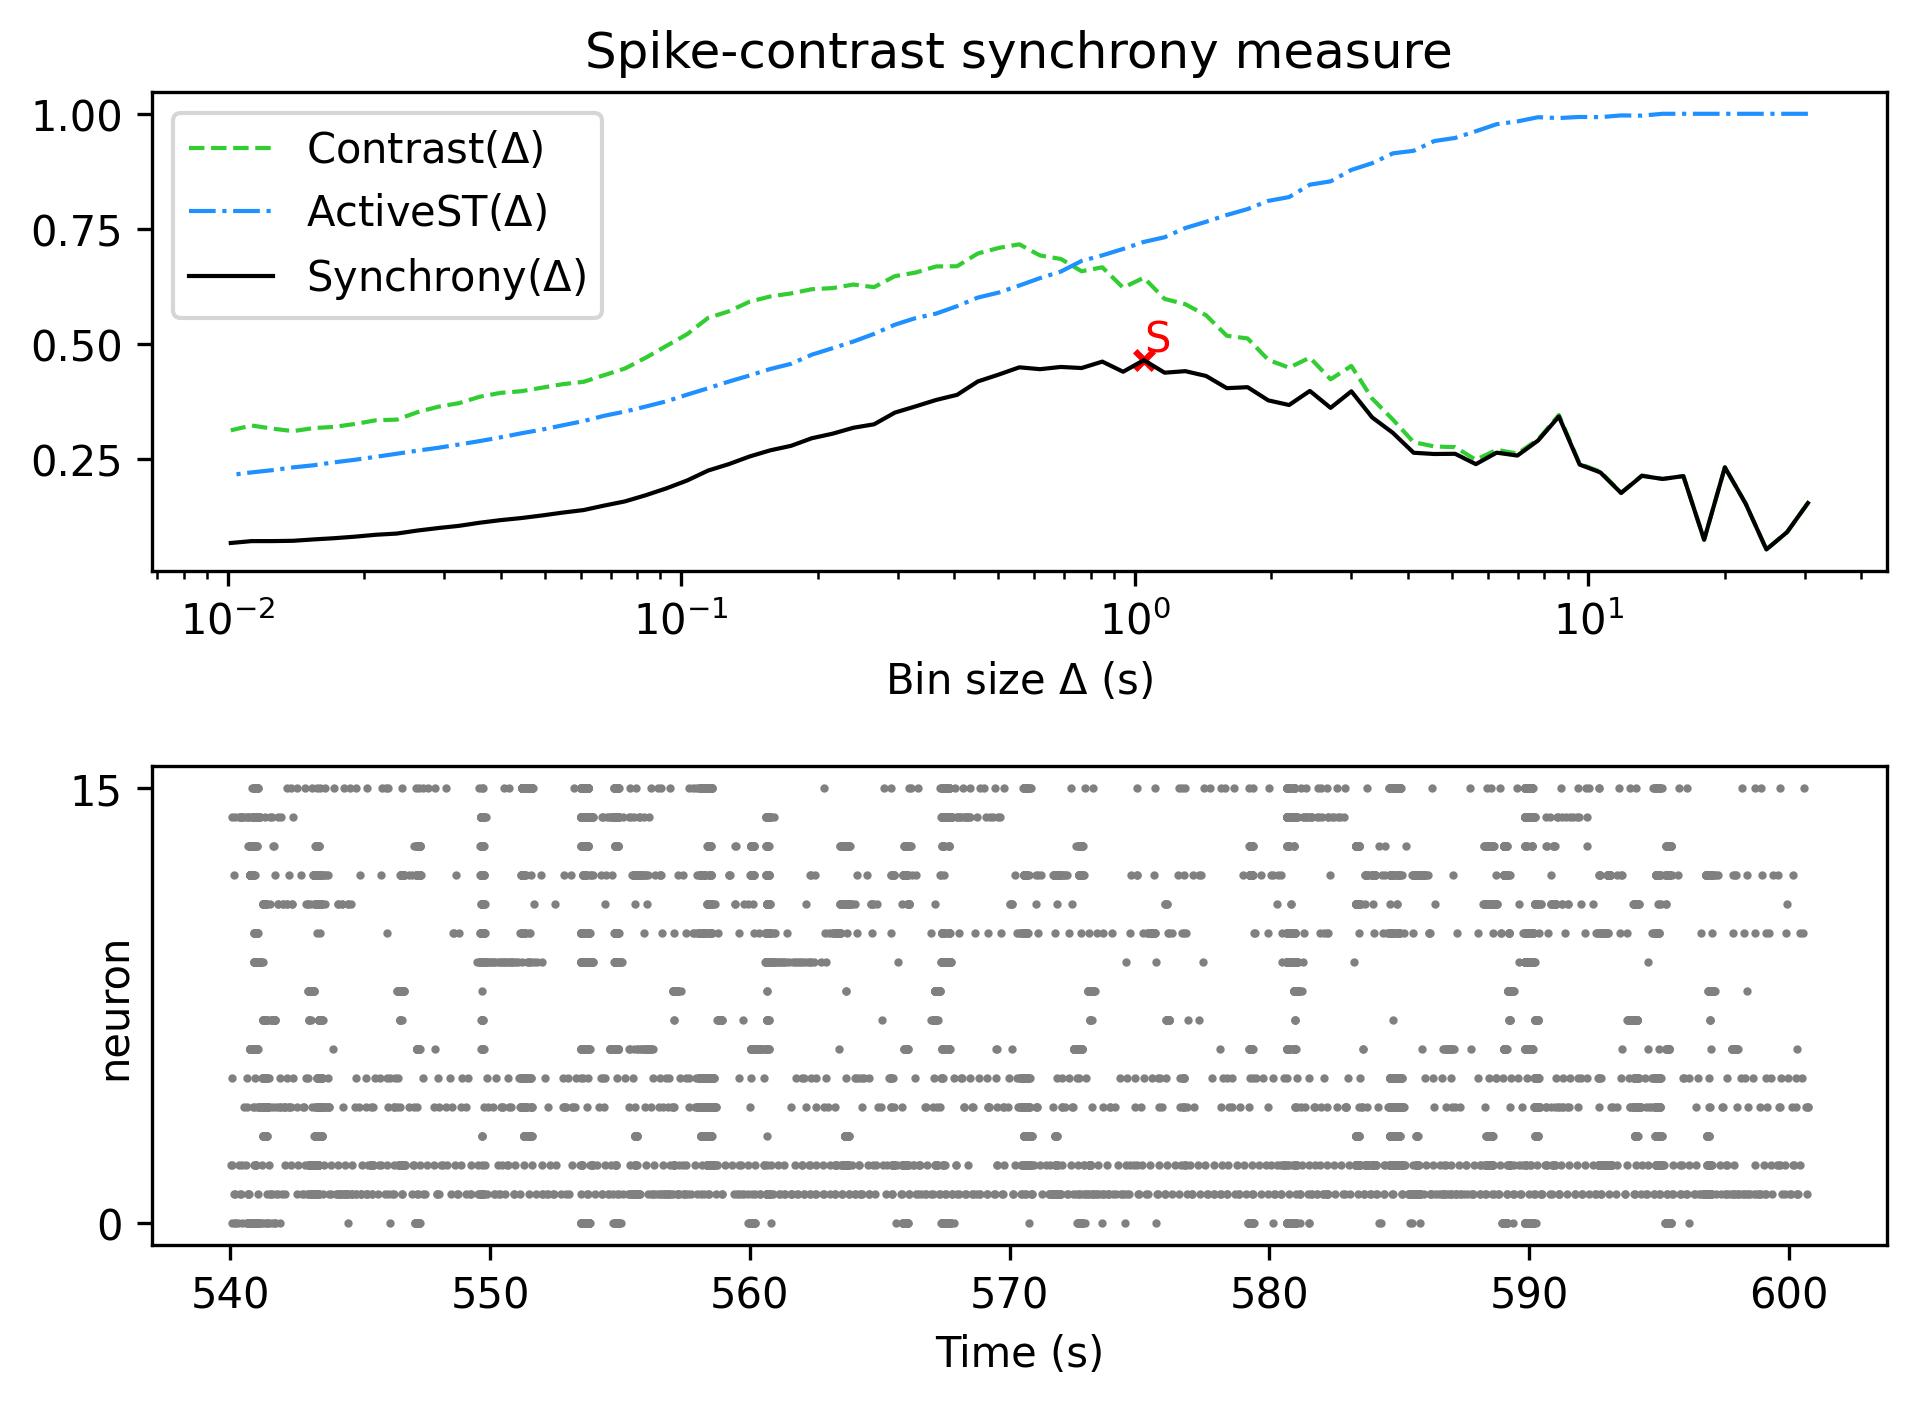 Spike-contrast synchrony measure
1.00
0.75
0.50
0.25
Contrast(Δ)
ActiveST(Δ)
Synchrony(Δ)
S
10⁻² 10⁻¹ 10⁰ 10¹
Bin size Δ (s)
15
0
neuron
540 550 560 570 580 590 600
Time (s)